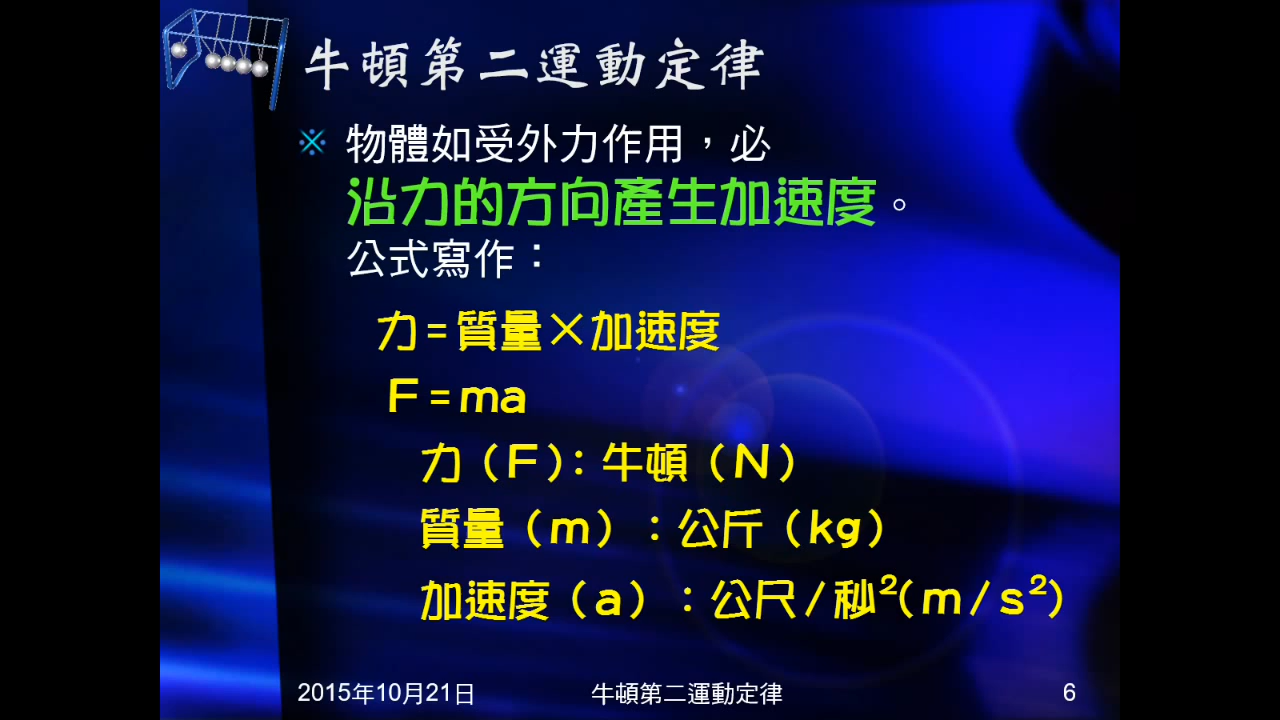 牛頓第二運動定律
※ 物體如受外力作用，必
沿力的方向產生加速度。
公式寫作：
力=質量×加速度
F=ma
力（F）：牛頓（N）
質量（m）：公斤（kg）
加速度（a）：公尺/秒²(m/s²)
2015年10月21日 牛頓第二運動定律 6